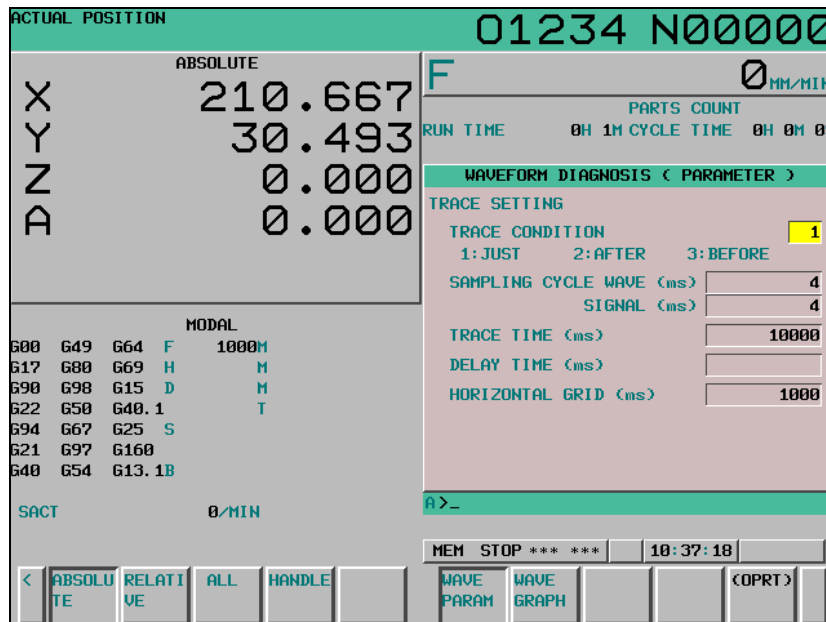 ACTUAL POSITION
O1234 N00000
ABSOLUTE
X 210.667
Y 30.493
Z 0.000
A 0.000
F 0 MM/MIN
PARTS COUNT
RUN TIME 0H 1M CYCLE TIME 0H 0M 0
WAVEFORM DIAGNOSIS ( PARAMETER )
TRACE SETTING
TRACE CONDITION 1
1:JUST 2:AFTER 3:BEFORE
SAMPLING CYCLE WAVE (ms) 4
SIGNAL (ms) 4
TRACE TIME (ms) 10000
DELAY TIME (ms)
HORIZONTAL GRID (ms) 1000
MODAL
G00 G49 G64 F 1000 M
G17 G80 G69 H M
G90 G98 G15 D M
G22 G50 G40.1 T
G94 G67 G25 S
G21 G97 G160
G40 G54 G13.1 B
SACT 0/MIN
A>_
MEM STOP *** *** 10:37:18
< ABSOLUTE RELATIVE ALL HANDLE
WAVE PARAM WAVE GRAPH (OPRT)